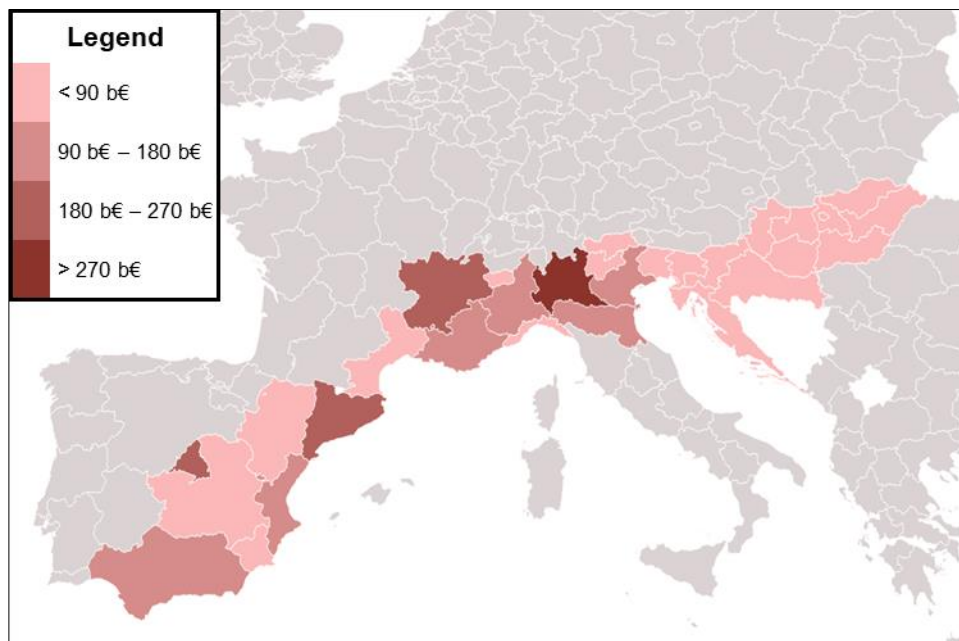 Legend
< 90 b€
90 b€ – 180 b€
180 b€ – 270 b€
> 270 b€